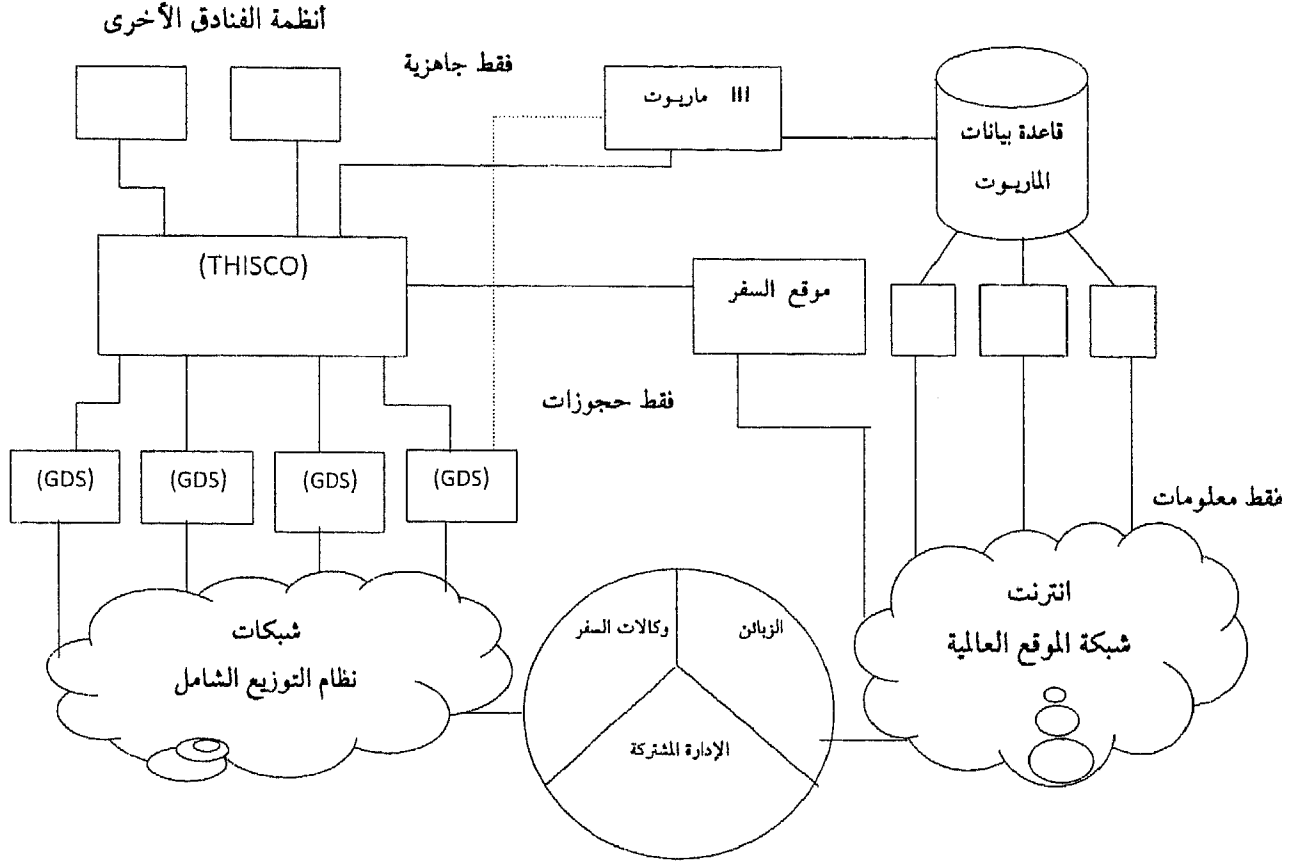 أنظمة الفنادق الأخرى
فقط جاهزية
III ماريوت
قاعدة بيانات
الماريوت
(THISCO)
موقع السفر
فقط حجوزات
(GDS)
(GDS)
(GDS)
(GDS)
فقط معلومات
شبكات
نظام التوزيع الشامل
وكالات السفر
الزبائن
الإدارة المشتركة
انترنت
شبكة الموقع العالمية